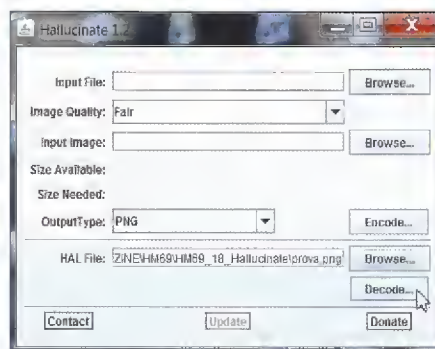 Hallucinate 1.2
Input File: Browse...
Image Quality: Fair
Input Image: Browse...
Size Available:
Size Needed:
OutputType: PNG Encode...
HAL File: ZINE\HM69\HM69_18_Hallucinate\prova.png Browse...
Decode...
Contact Update Donate